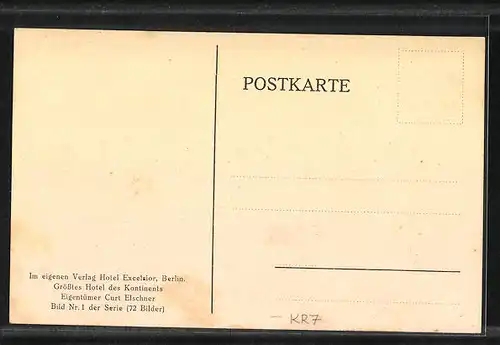 POSTKARTE
Im eigenen Verlag Hotel Excelsior, Berlin.
Größtes Hotel des Kontinents
Eigentümer Curt Elschner
Bild Nr. 1 der Serie (72 Bilder)
KR7